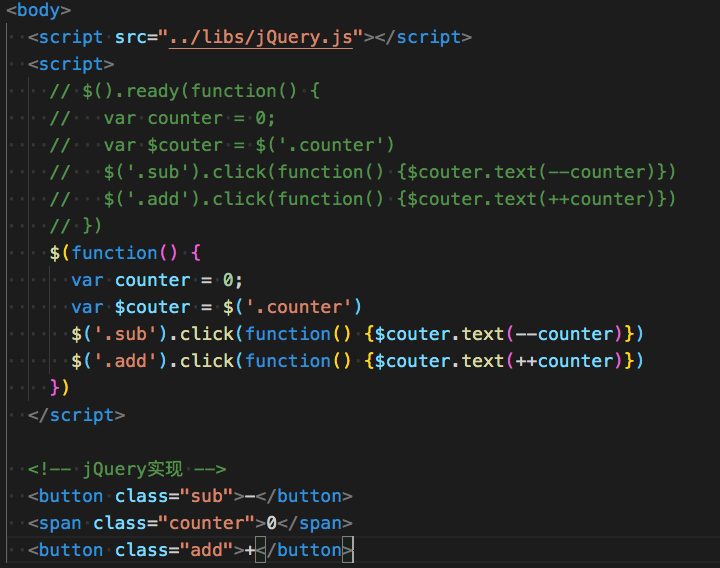 <body>
<script src="../libs/jQuery.js"></script>
<script>
// $().ready(function() {
//   var counter = 0;
//   var $couter = $('.counter')
//   $('.sub').click(function() {$couter.text(--counter)})
//   $('.add').click(function() {$couter.text(++counter)})
// })
$(function() {
var counter = 0;
var $couter = $('.counter')
$('.sub').click(function() {$couter.text(--counter)})
$('.add').click(function() {$couter.text(++counter)})
})
</script>
<!-- jQuery实现 -->
<button class="sub">-</button>
<span class="counter">0</span>
<button class="add">+</button>